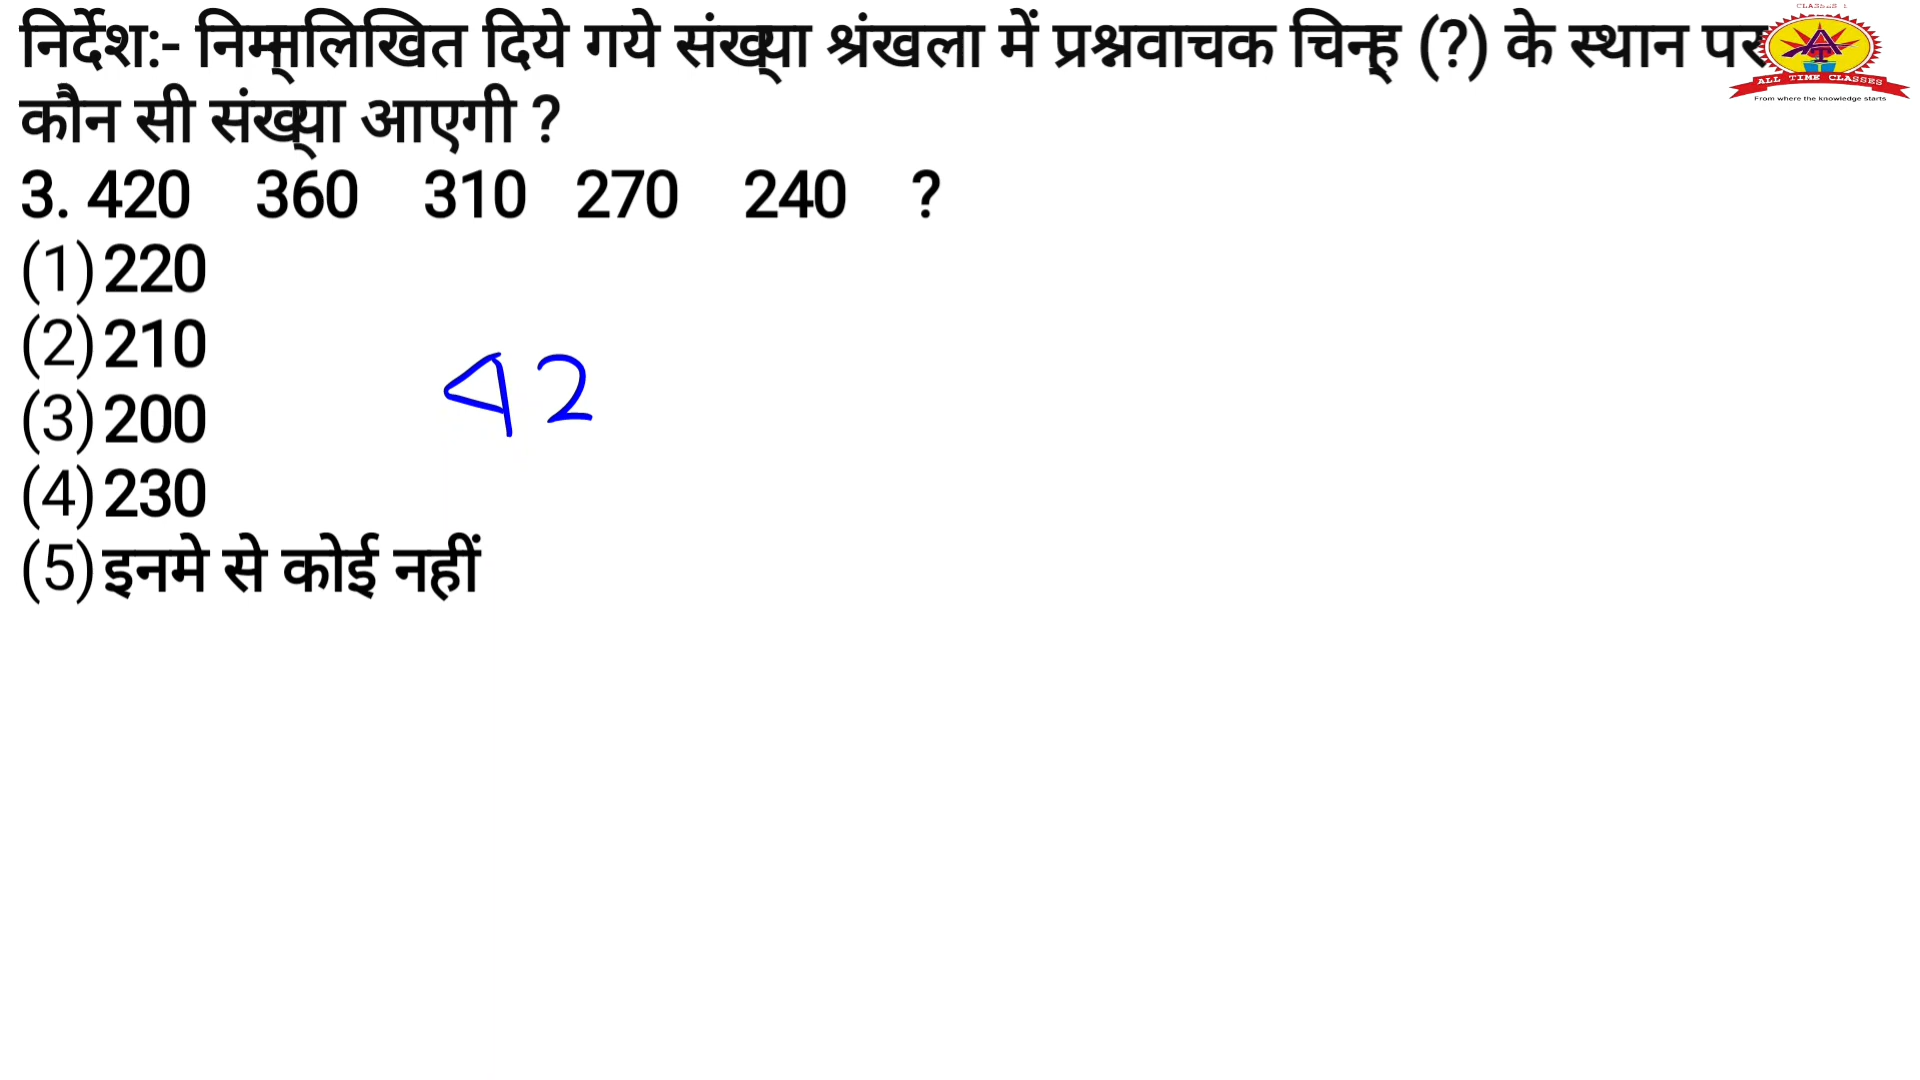 निर्देश:- निम्म्लिखित दिये गये संख्या श्रंखला में प्रश्नवाचक चिन्ह (?) के स्थान पर
कौन सी संख्या आएगी ?
3. 420 360 310 270 240 ?
(1) 220
(2) 210
(3) 200
(4) 230
(5) इनमे से कोई नहीं
42
ALL TIME CLASSES
From where the knowledge starts